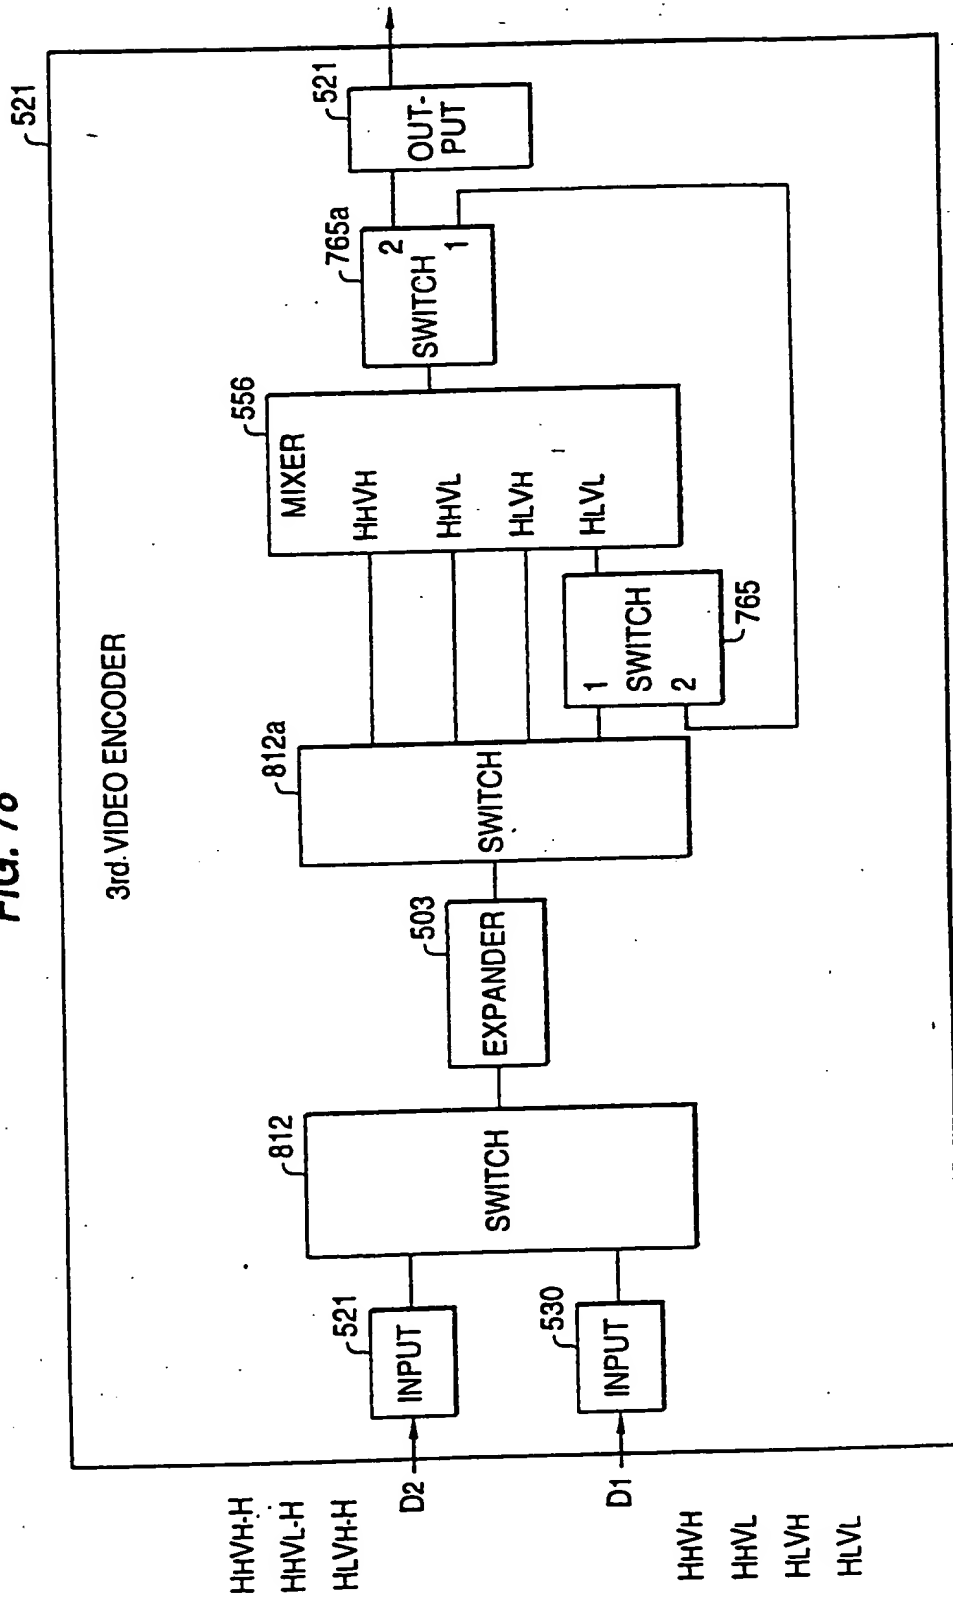 FIG. 78
521
3rd. VIDEO ENCODER
HHVH-H
HHVL-H
HLVH-H
D2
521
INPUT
D1
530
INPUT
HHVH
HHVL
HLVH
HLVL
812
SWITCH
503
EXPANDER
812a
SWITCH
1
2
SWITCH
765
556
MIXER
HHVH
HHVL
HLVH
HLVL
765a
SWITCH
2
1
521
OUT-
PUT